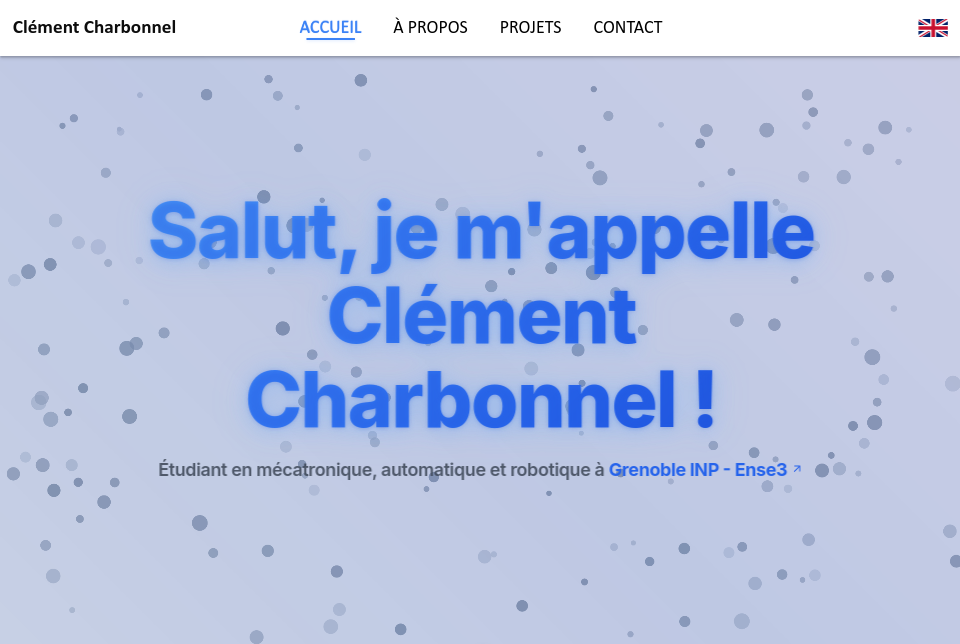 Clément Charbonnel
ACCUEIL À PROPOS PROJETS CONTACT
Salut, je m'appelle
Clément
Charbonnel !
Étudiant en mécatronique, automatique et robotique à Grenoble INP - Ense3 ↗